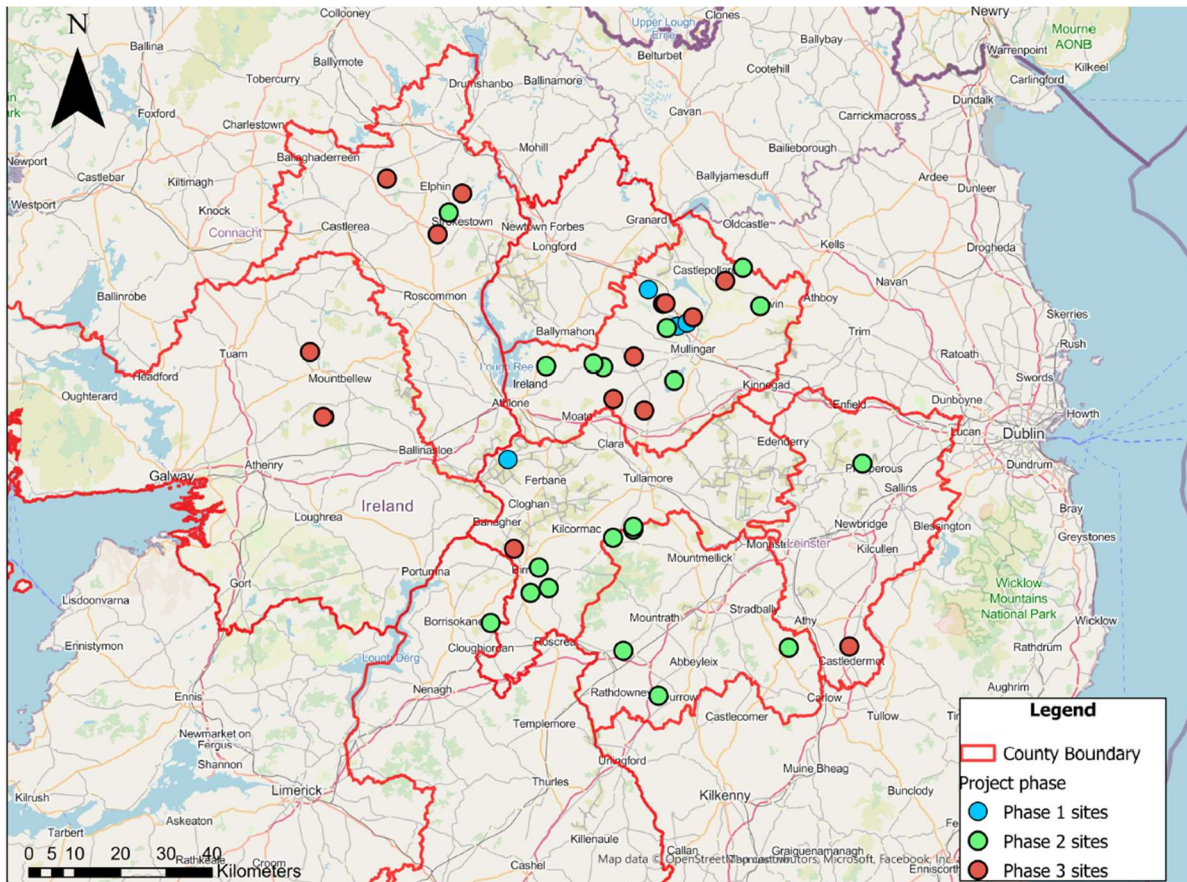 Collooney
Upper Lough
Erne
Clones
Newry
Mourne
AONB
N
Ballina
Ballymote
Ballybay
Warrenpoint
Belturbet
Kilkeel
Tobercurry
Drumshanbo
Ballinamore
Cootehill
Carlingford
Foxford
Cavan
Dundalk
Charlestown
Carrickmacross
Newport
Ballaghaderreen
Mohill
Bailieborough
Castlebar
Kiltimagh
Elphin
Ballyjamesduff
Ardee
Dunleer
Westport
Knock
Strokestown
Newtown Forbes
Granard
Oldcastle
Connacht
Castlerea
Longford
Kells
Drogheda
Castlepollard
Navan
Ballinrobe
Roscommon
Athboy
Skerries
Ballymahon
Trim
Tuam
Mullingar
Ratoath
Rush
Headford
Mountbellew
Lough Ree
Ireland
Kinnegad
Swords
Oughterard
Athlone
Moate
Enfield
Dunboyne
Howth
Clara
Edenderry
Lucan
Dublin
Ballinasloe
Galway
Athenry
Ferbane
Tullamore
Dundrum
Sallins
Cloghan
Bray
Loughrea
Ireland
Banagher
Kilcormac
Newbridge
Blessington
Greystones
Leinster
Mountmellick
Kilcullen
Portumna
Gort
Wicklow
Mountains
National Park
Lisdoonvarna
Mountrath
Stradbally
Athy
Wicklow
Borrisokane
Ennistymon
Cloughjordan
Roscrea
Rathdrum
Lough Derg
Abbeyleix
Castledermot
Ennis
Nenagh
Rathdowney
Carlow
Aughrim
Castlecomer
Tullow
Templemore
Newmarket on
Fergus
Shannon
Urlingford
Muine Bheag
Thurles
Kilrush
Limerick
Kilkenny
Bunclody
Askeaton
Tarbert
Killenaule
Rathkeale
Croom
Callan
Graiguenamanagh
Cashel
Enniscorthy
0 5 10 20 30 40
Kilometers
Legend
County Boundary
Project phase
Phase 1 sites
Phase 2 sites
Phase 3 sites